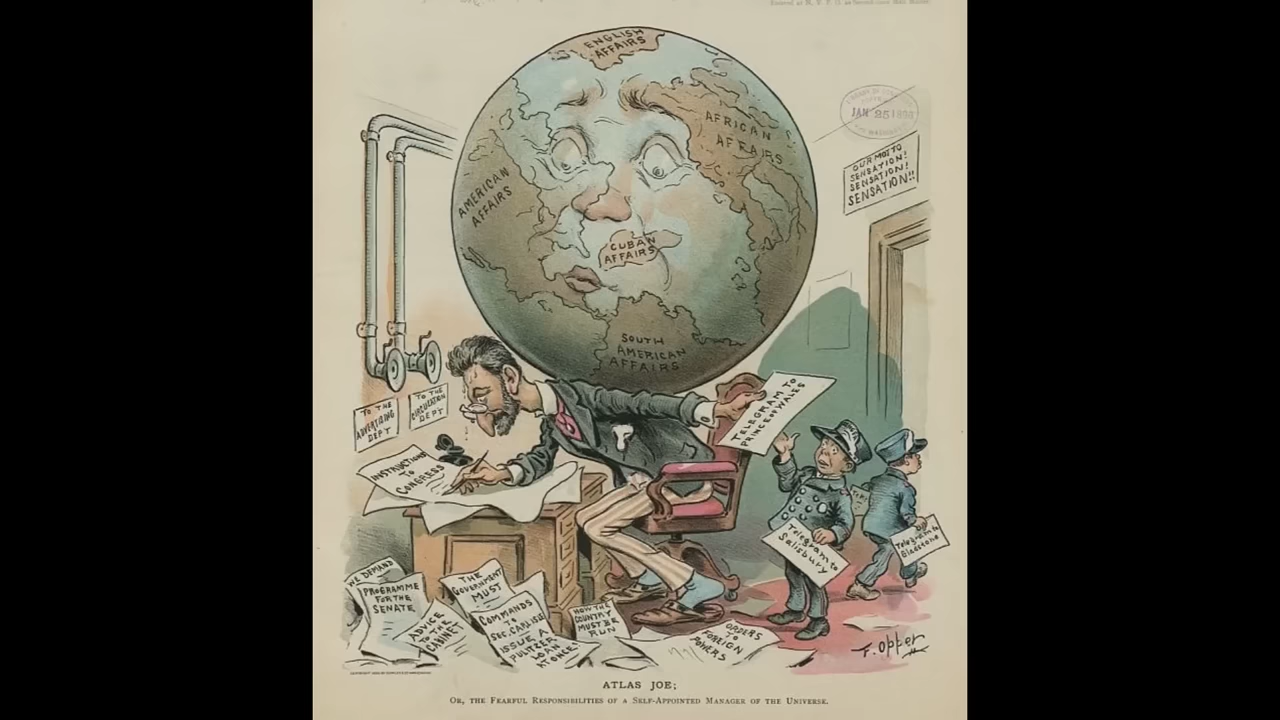 ENGLISH
AFFAIRS
AFRICAN
AFFAIRS
AMERICAN
AFFAIRS
CUBAN
AFFAIRS
SOUTH
AMERICAN
AFFAIRS
JAN 25 1896
OUR MOTTO
SENSATION!
SENSATION!
SENSATION!!
TO THE
ADVERTISING
DEPT
TO THE
CIRCULATION
DEPT
TELEGRAM TO
PRINCE OF WALES
INSTRUCTIONS
TO
CONGRESS
Telegram to
Salisbury
Telegram to
Gladstone
WE DEMAND
PROGRAMME
FOR THE
SENATE
ADVICE
TO THE
CABINET
THE
GOVERNMENT
MUST
COMMANDS
TO
SEC. CARLISLE
ISSUE A
PULITZER
LOAN
AT ONCE!
HOW THE
COUNTRY
MUST BE
RUN
ORDERS
TO
FOREIGN
POWERS
F. Opper
ATLAS JOE;
OR, THE FEARFUL RESPONSIBILITIES OF A SELF-APPOINTED MANAGER OF THE UNIVERSE.